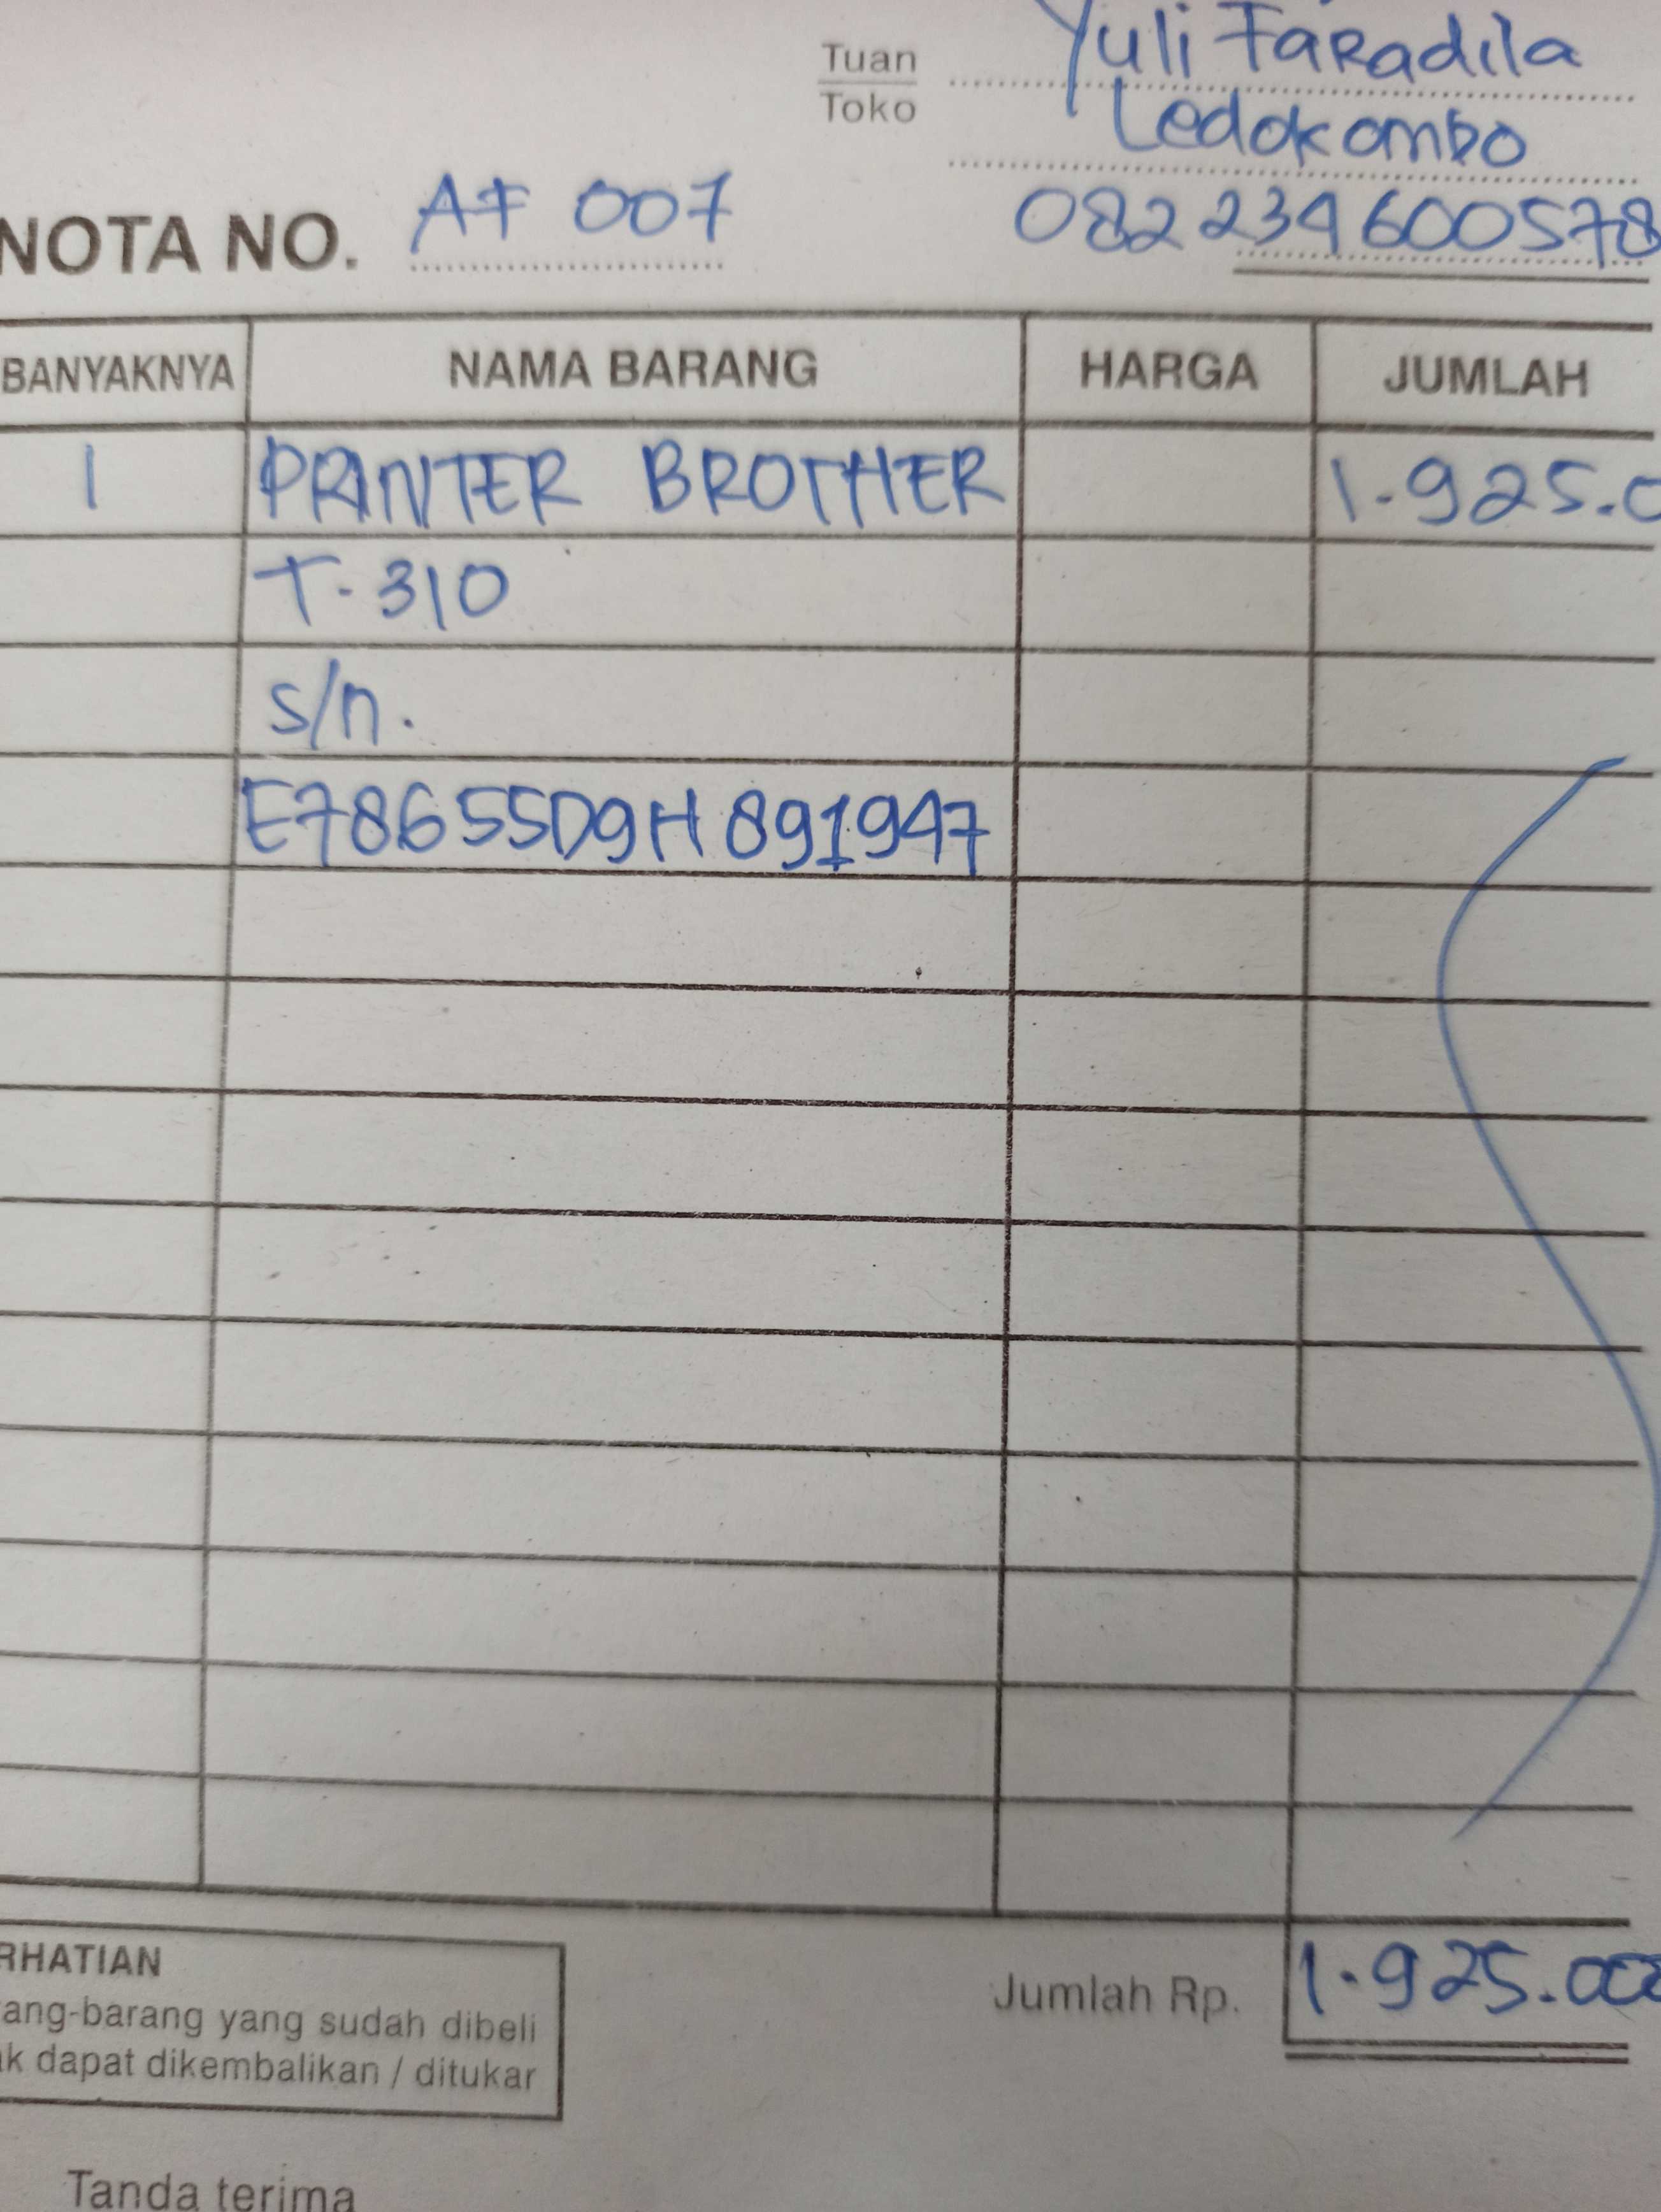 Yuli Faradila
Tuan
Toko
Ledokombo
NOTA NO. AF 007
082234600578
BANYAKNYA NAMA BARANG HARGA JUMLAH
1 PRINTER BROTHER 1.925.0
T-310
s/n.
E78655D9H891947
RHATIAN
ang-barang yang sudah dibeli
ak dapat dikembalikan / ditukar
Jumlah Rp. 1.925.000
Tanda terima